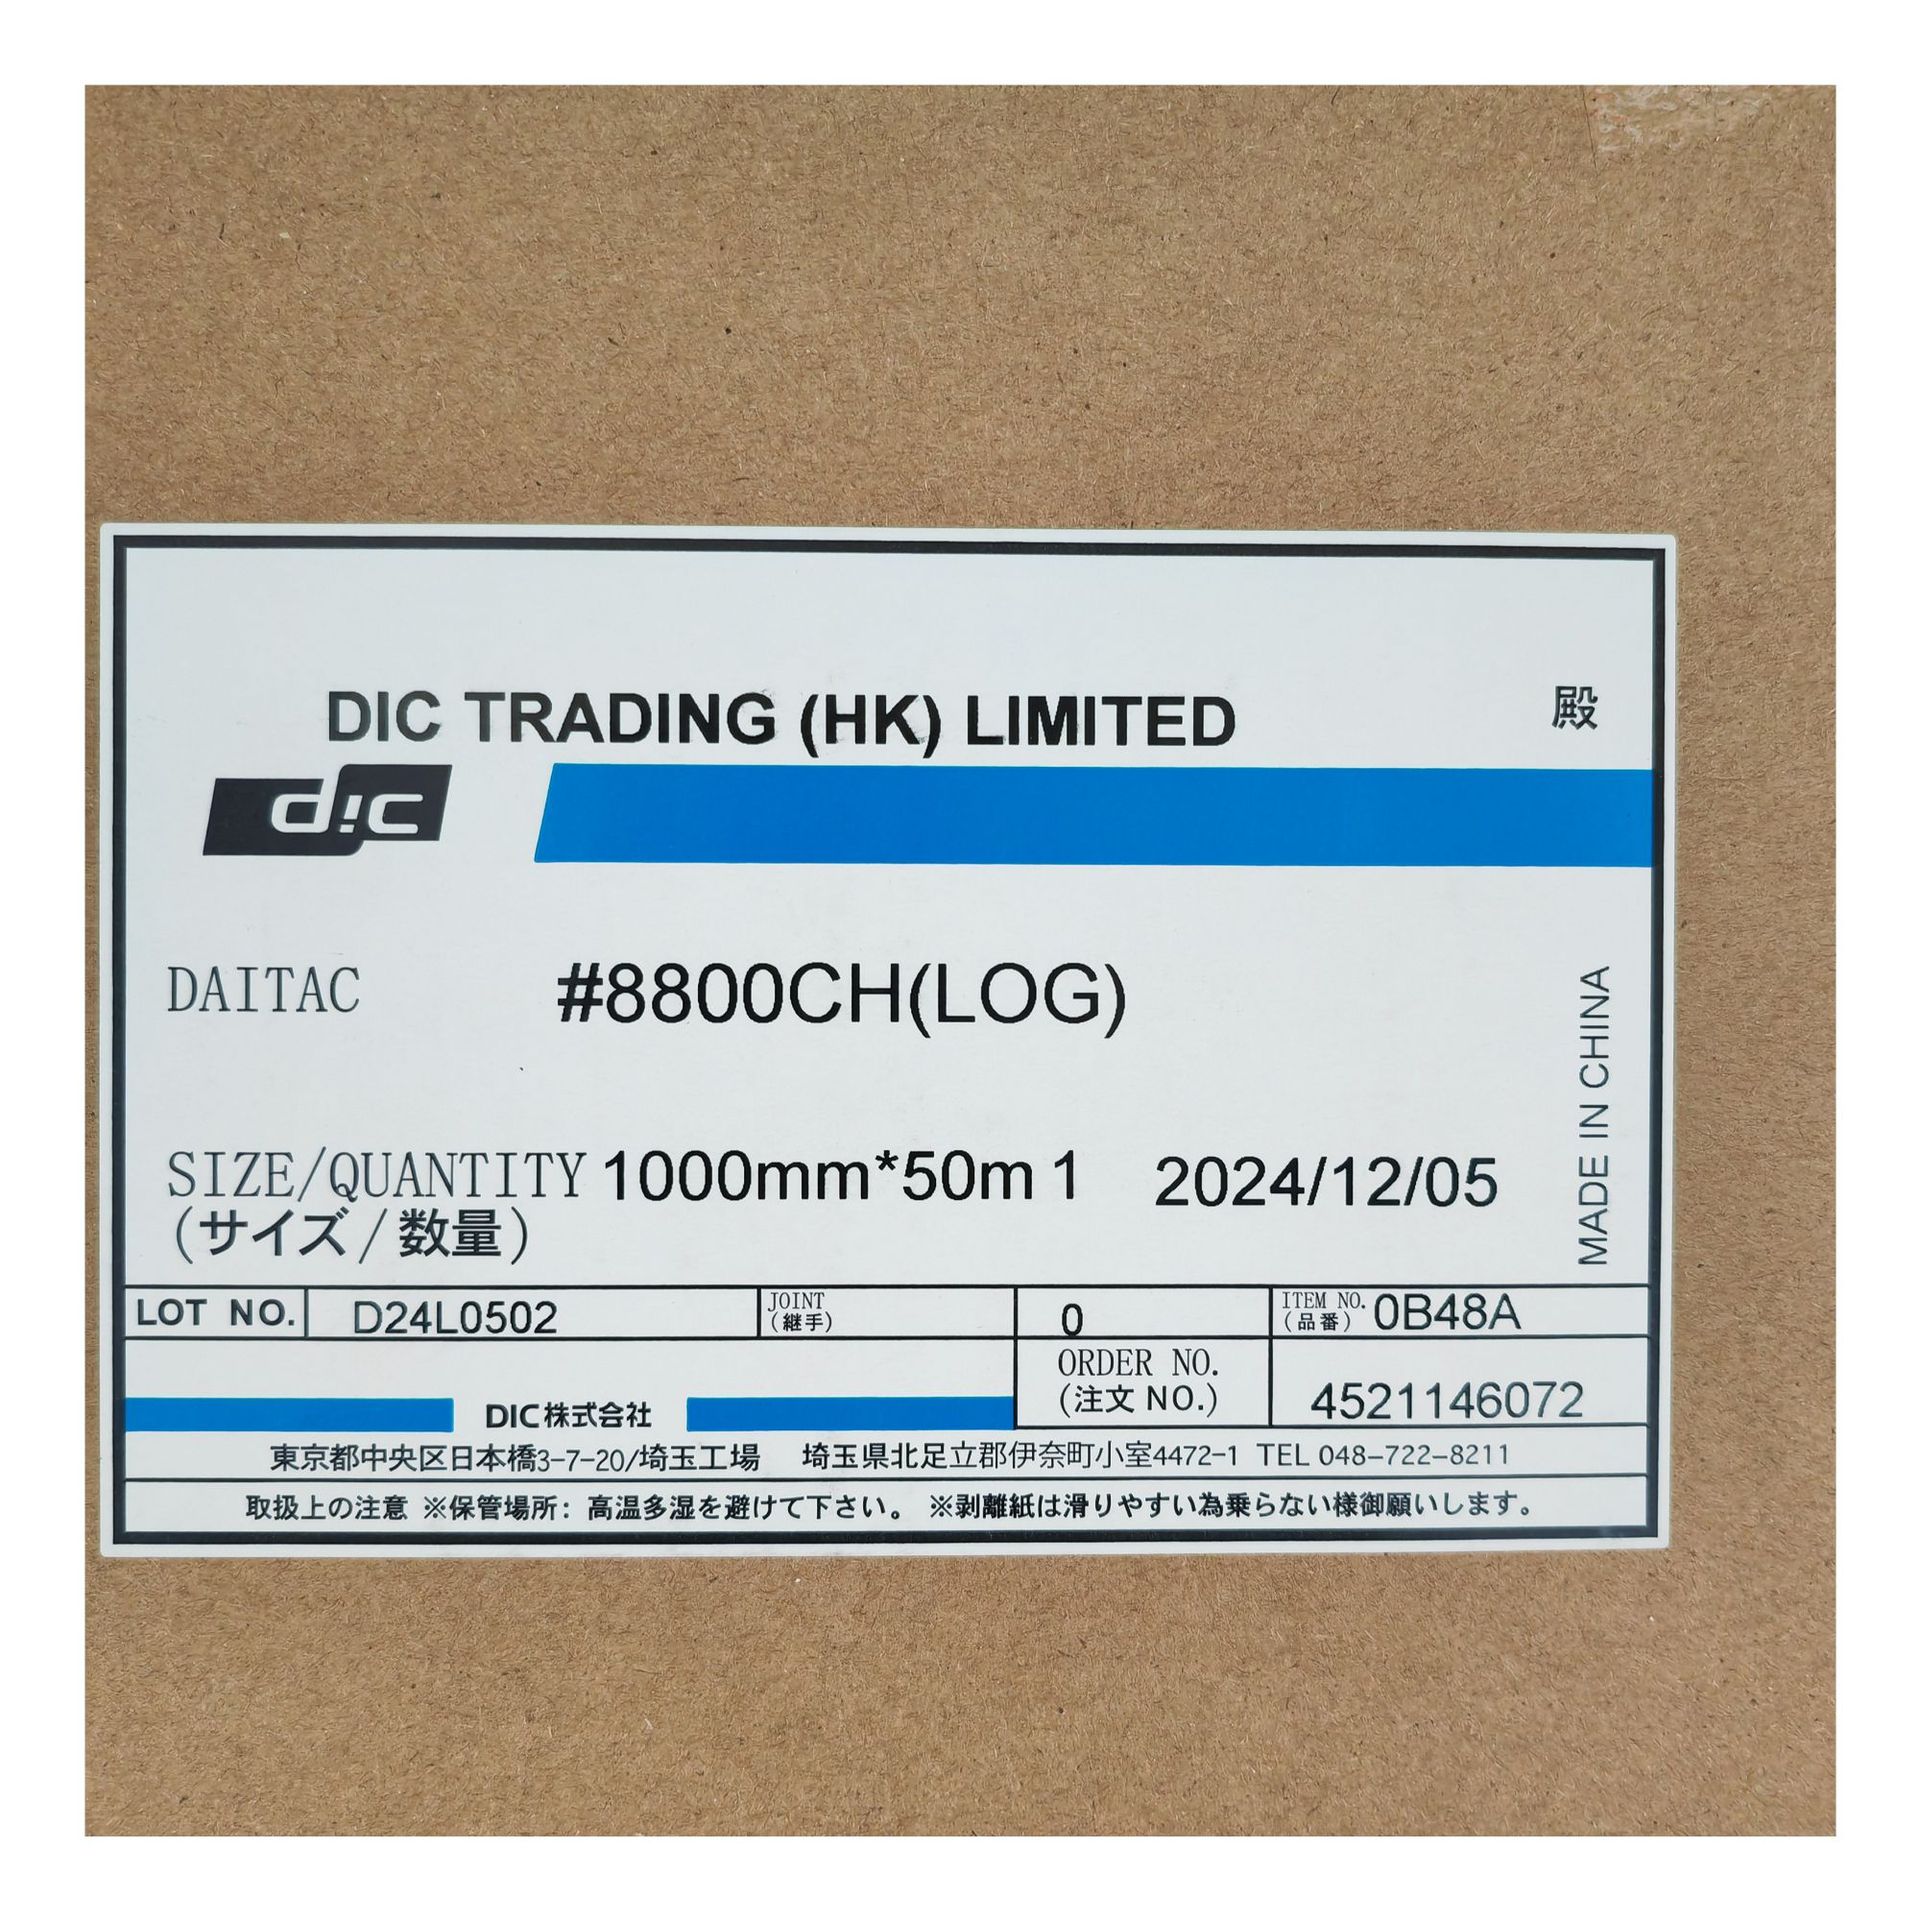 DIC TRADING (HK) LIMITED 殿
dic
DAITAC #8800CH(LOG)
MADE IN CHINA
SIZE/QUANTITY 1000mm*50m 1 2024/12/05
(サイズ/数量)
LOT NO. D24L0502 JOINT (継手) 0 ITEM NO. (品番) 0B48A
ORDER NO. (注文NO.) 4521146072
DIC株式会社
東京都中央区日本橋3-7-20/埼玉工場 埼玉県北足立郡伊奈町小室4472-1 TEL 048-722-8211
取扱上の注意 ※保管場所：高温多湿を避けて下さい。 ※剥離紙は滑りやすい為乗らない様御願いします。